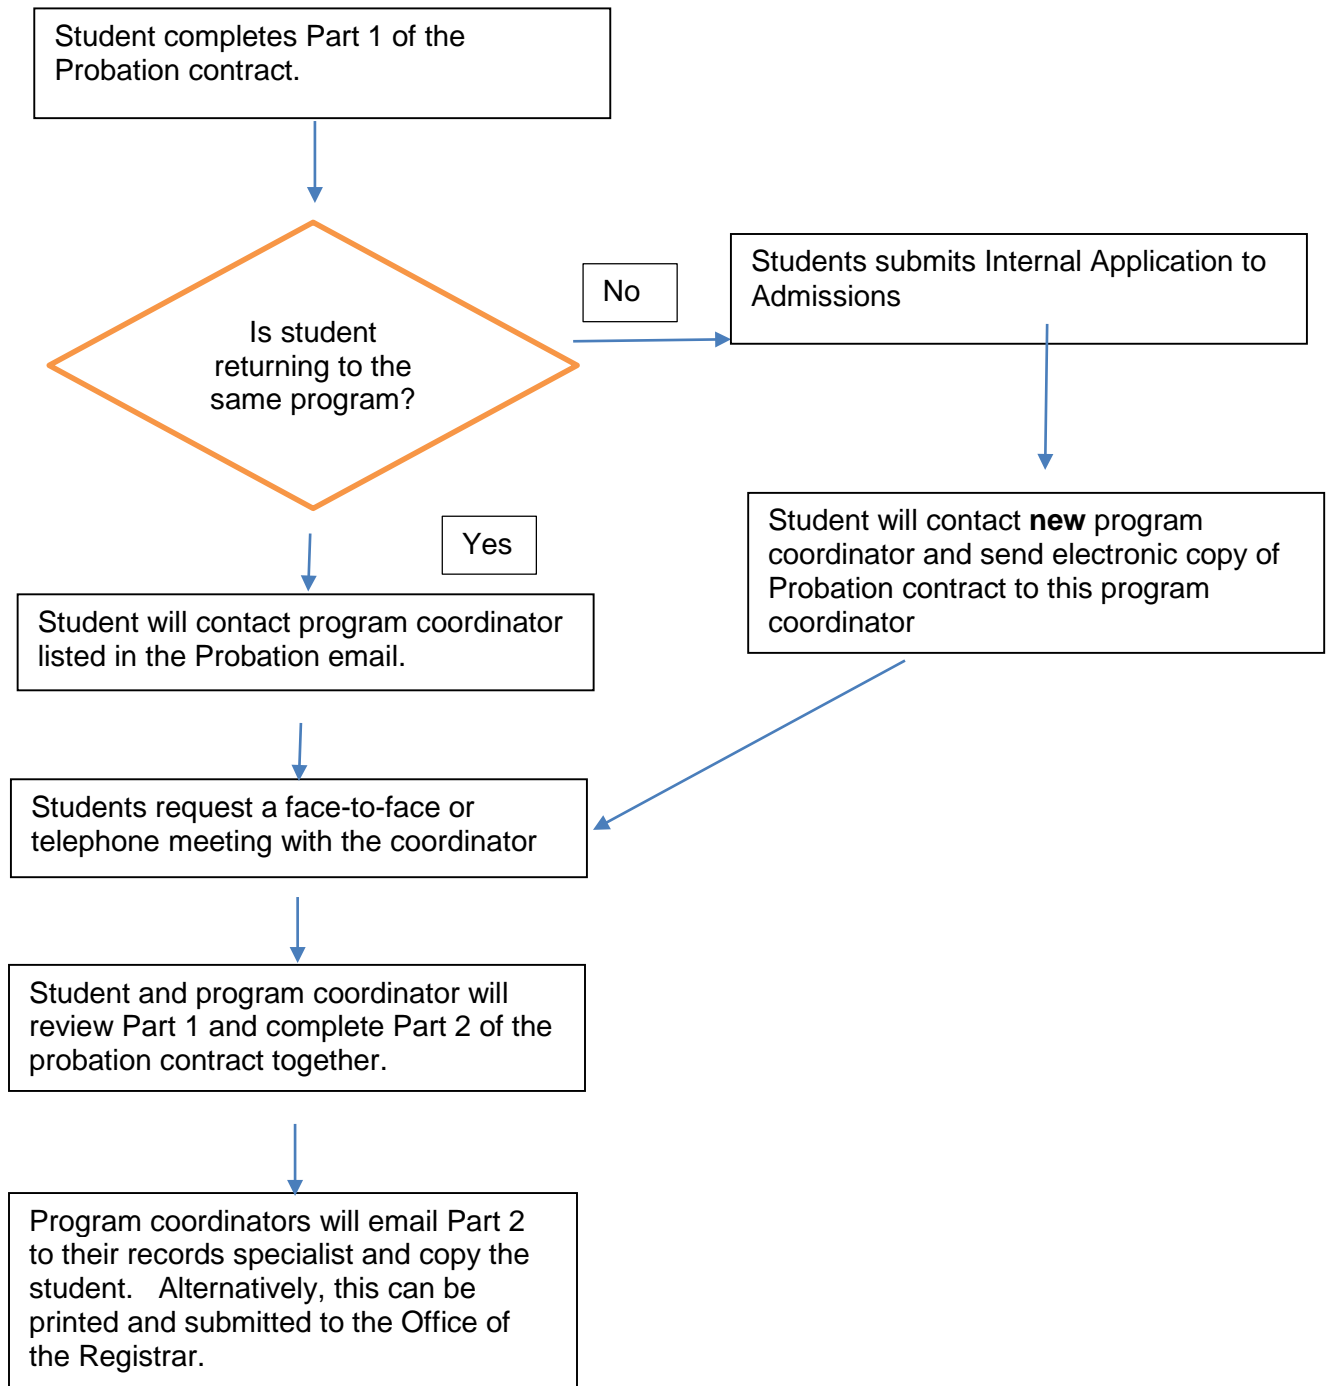 Student completes Part 1 of the
Probation contract.
Is student
returning to the
same program?
No
Students submits Internal Application to
Admissions
Yes
Student will contact program coordinator
listed in the Probation email.
Student will contact new program
coordinator and send electronic copy of
Probation contract to this program
coordinator
Students request a face-to-face or
telephone meeting with the coordinator
Student and program coordinator will
review Part 1 and complete Part 2 of the
probation contract together.
Program coordinators will email Part 2
to their records specialist and copy the
student.   Alternatively, this can be
printed and submitted to the Office of
the Registrar.